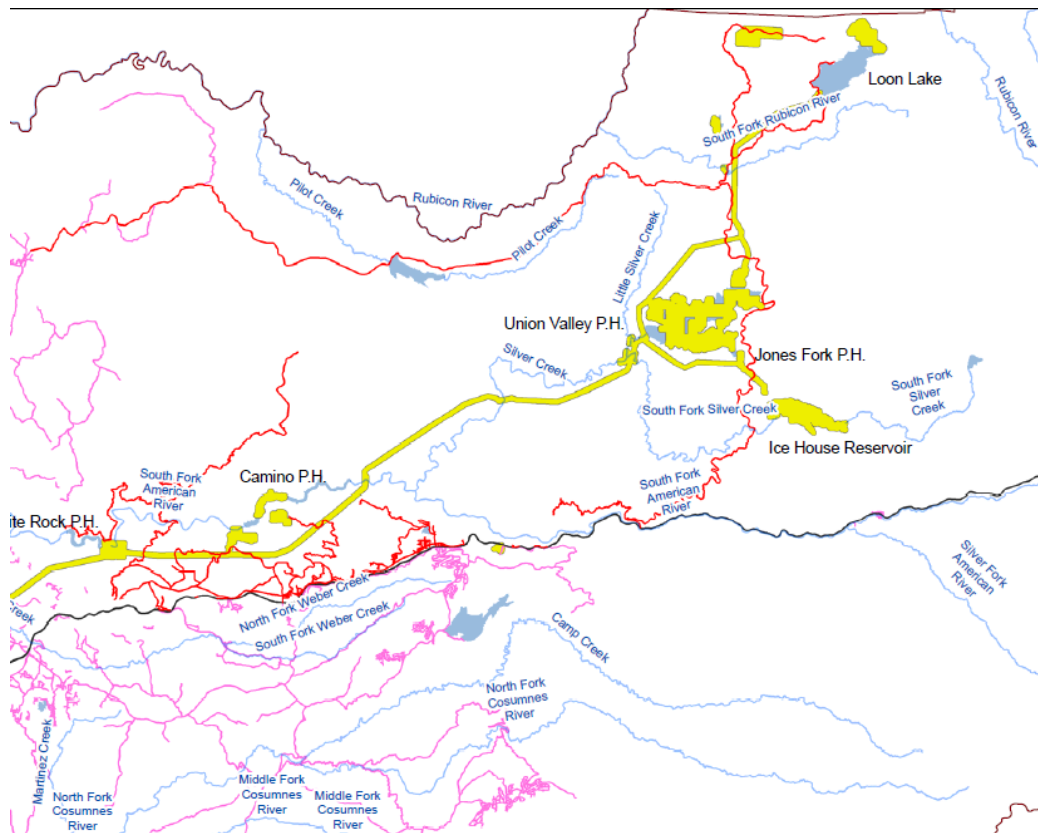 Loon Lake
South Fork Rubicon River
Rubicon River
Pilot Creek
Rubicon River
Pilot Creek
Little Silver Creek
Union Valley P.H.
Silver Creek
Jones Fork P.H.
South Fork
Silver
Creek
South Fork Silver Creek
Ice House Reservoir
Camino P.H.
South Fork
American
River
South Fork
American
River
ite Rock P.H.
Silver Fork
American
River
North Fork Weber Creek
South Fork Weber Creek
Creek
Camp Creek
North Fork
Cosumnes
River
Martinez Creek
North Fork
Cosumnes
River
Middle Fork
Cosumnes
River
Middle Fork
Cosumnes
River